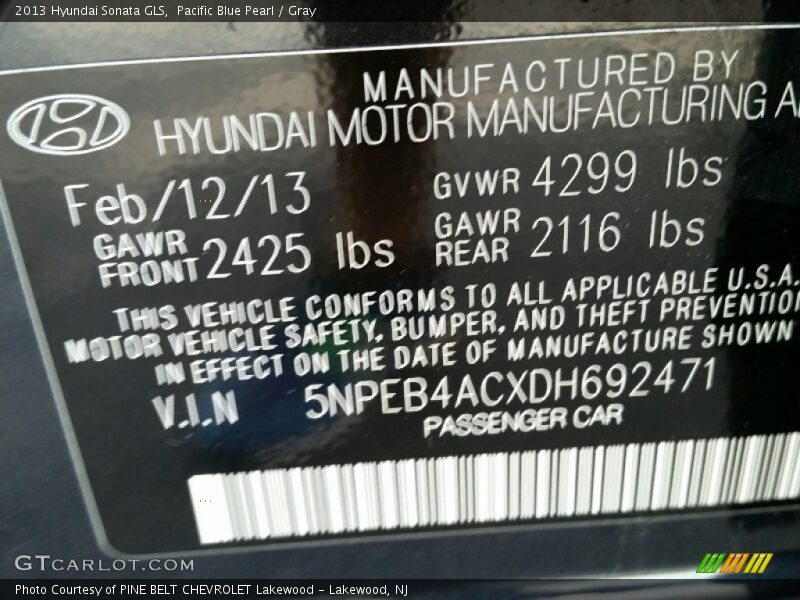 2013 Hyundai Sonata GLS, Pacific Blue Pearl / Gray
MANUFACTURED BY
HYUNDAI MOTOR MANUFACTURING A
Feb/12/13 GVWR 4299 lbs
GAWR FRONT 2425 lbs GAWR REAR 2116 lbs
THIS VEHICLE CONFORMS TO ALL APPLICABLE U.S.A.
MOTOR VEHICLE SAFETY, BUMPER, AND THEFT PREVENTION
IN EFFECT ON THE DATE OF MANUFACTURE SHOWN
V.I.N 5NPEB4ACXDH692471
PASSENGER CAR
GTCARLOT.COM
Photo Courtesy of PINE BELT CHEVROLET Lakewood - Lakewood, NJ